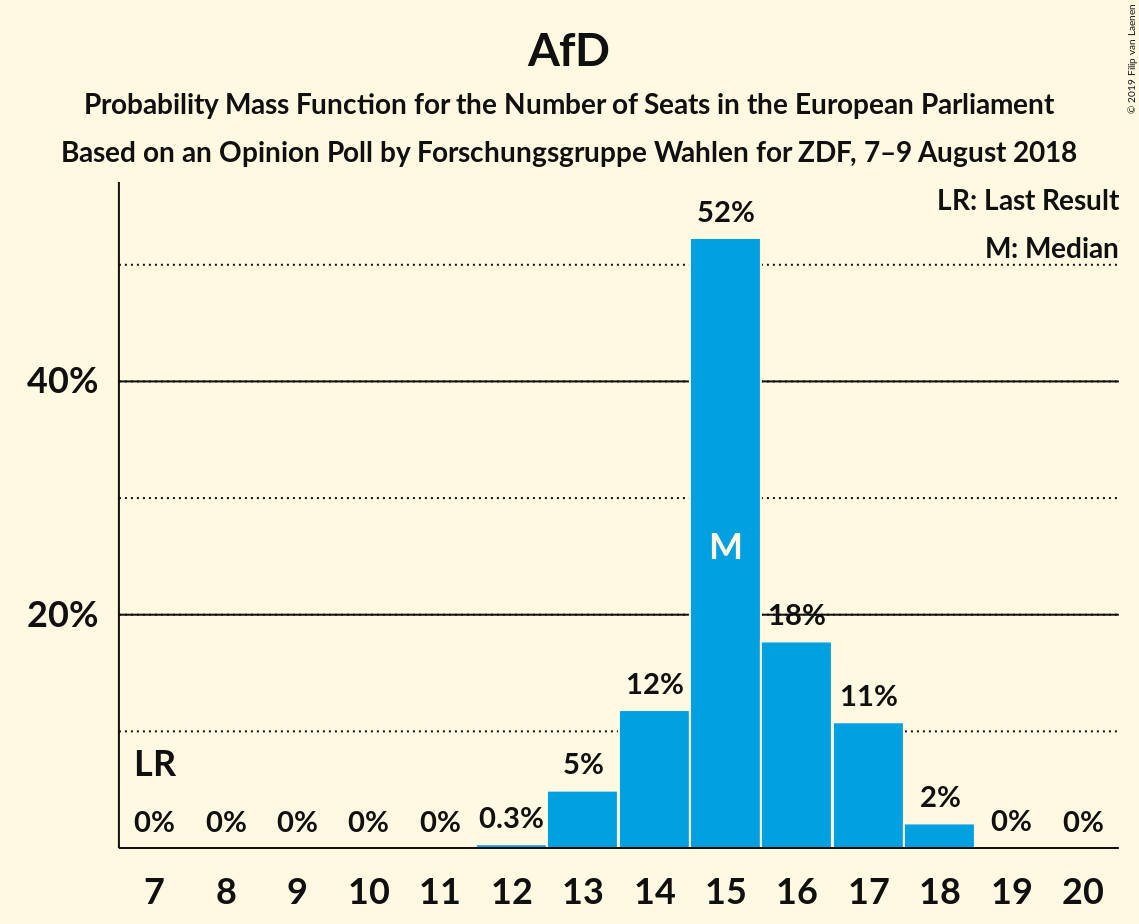 AfD
Probability Mass Function for the Number of Seats in the European Parliament
Based on an Opinion Poll by Forschungsgruppe Wahlen for ZDF, 7–9 August 2018
© 2019 Filip van Laenen
LR: Last Result
M: Median
52%
40%
M
20%
18%
12%
11%
LR
5%
2%
0% 0% 0% 0% 0% 0.3% 0% 0%
7 8 9 10 11 12 13 14 15 16 17 18 19 20